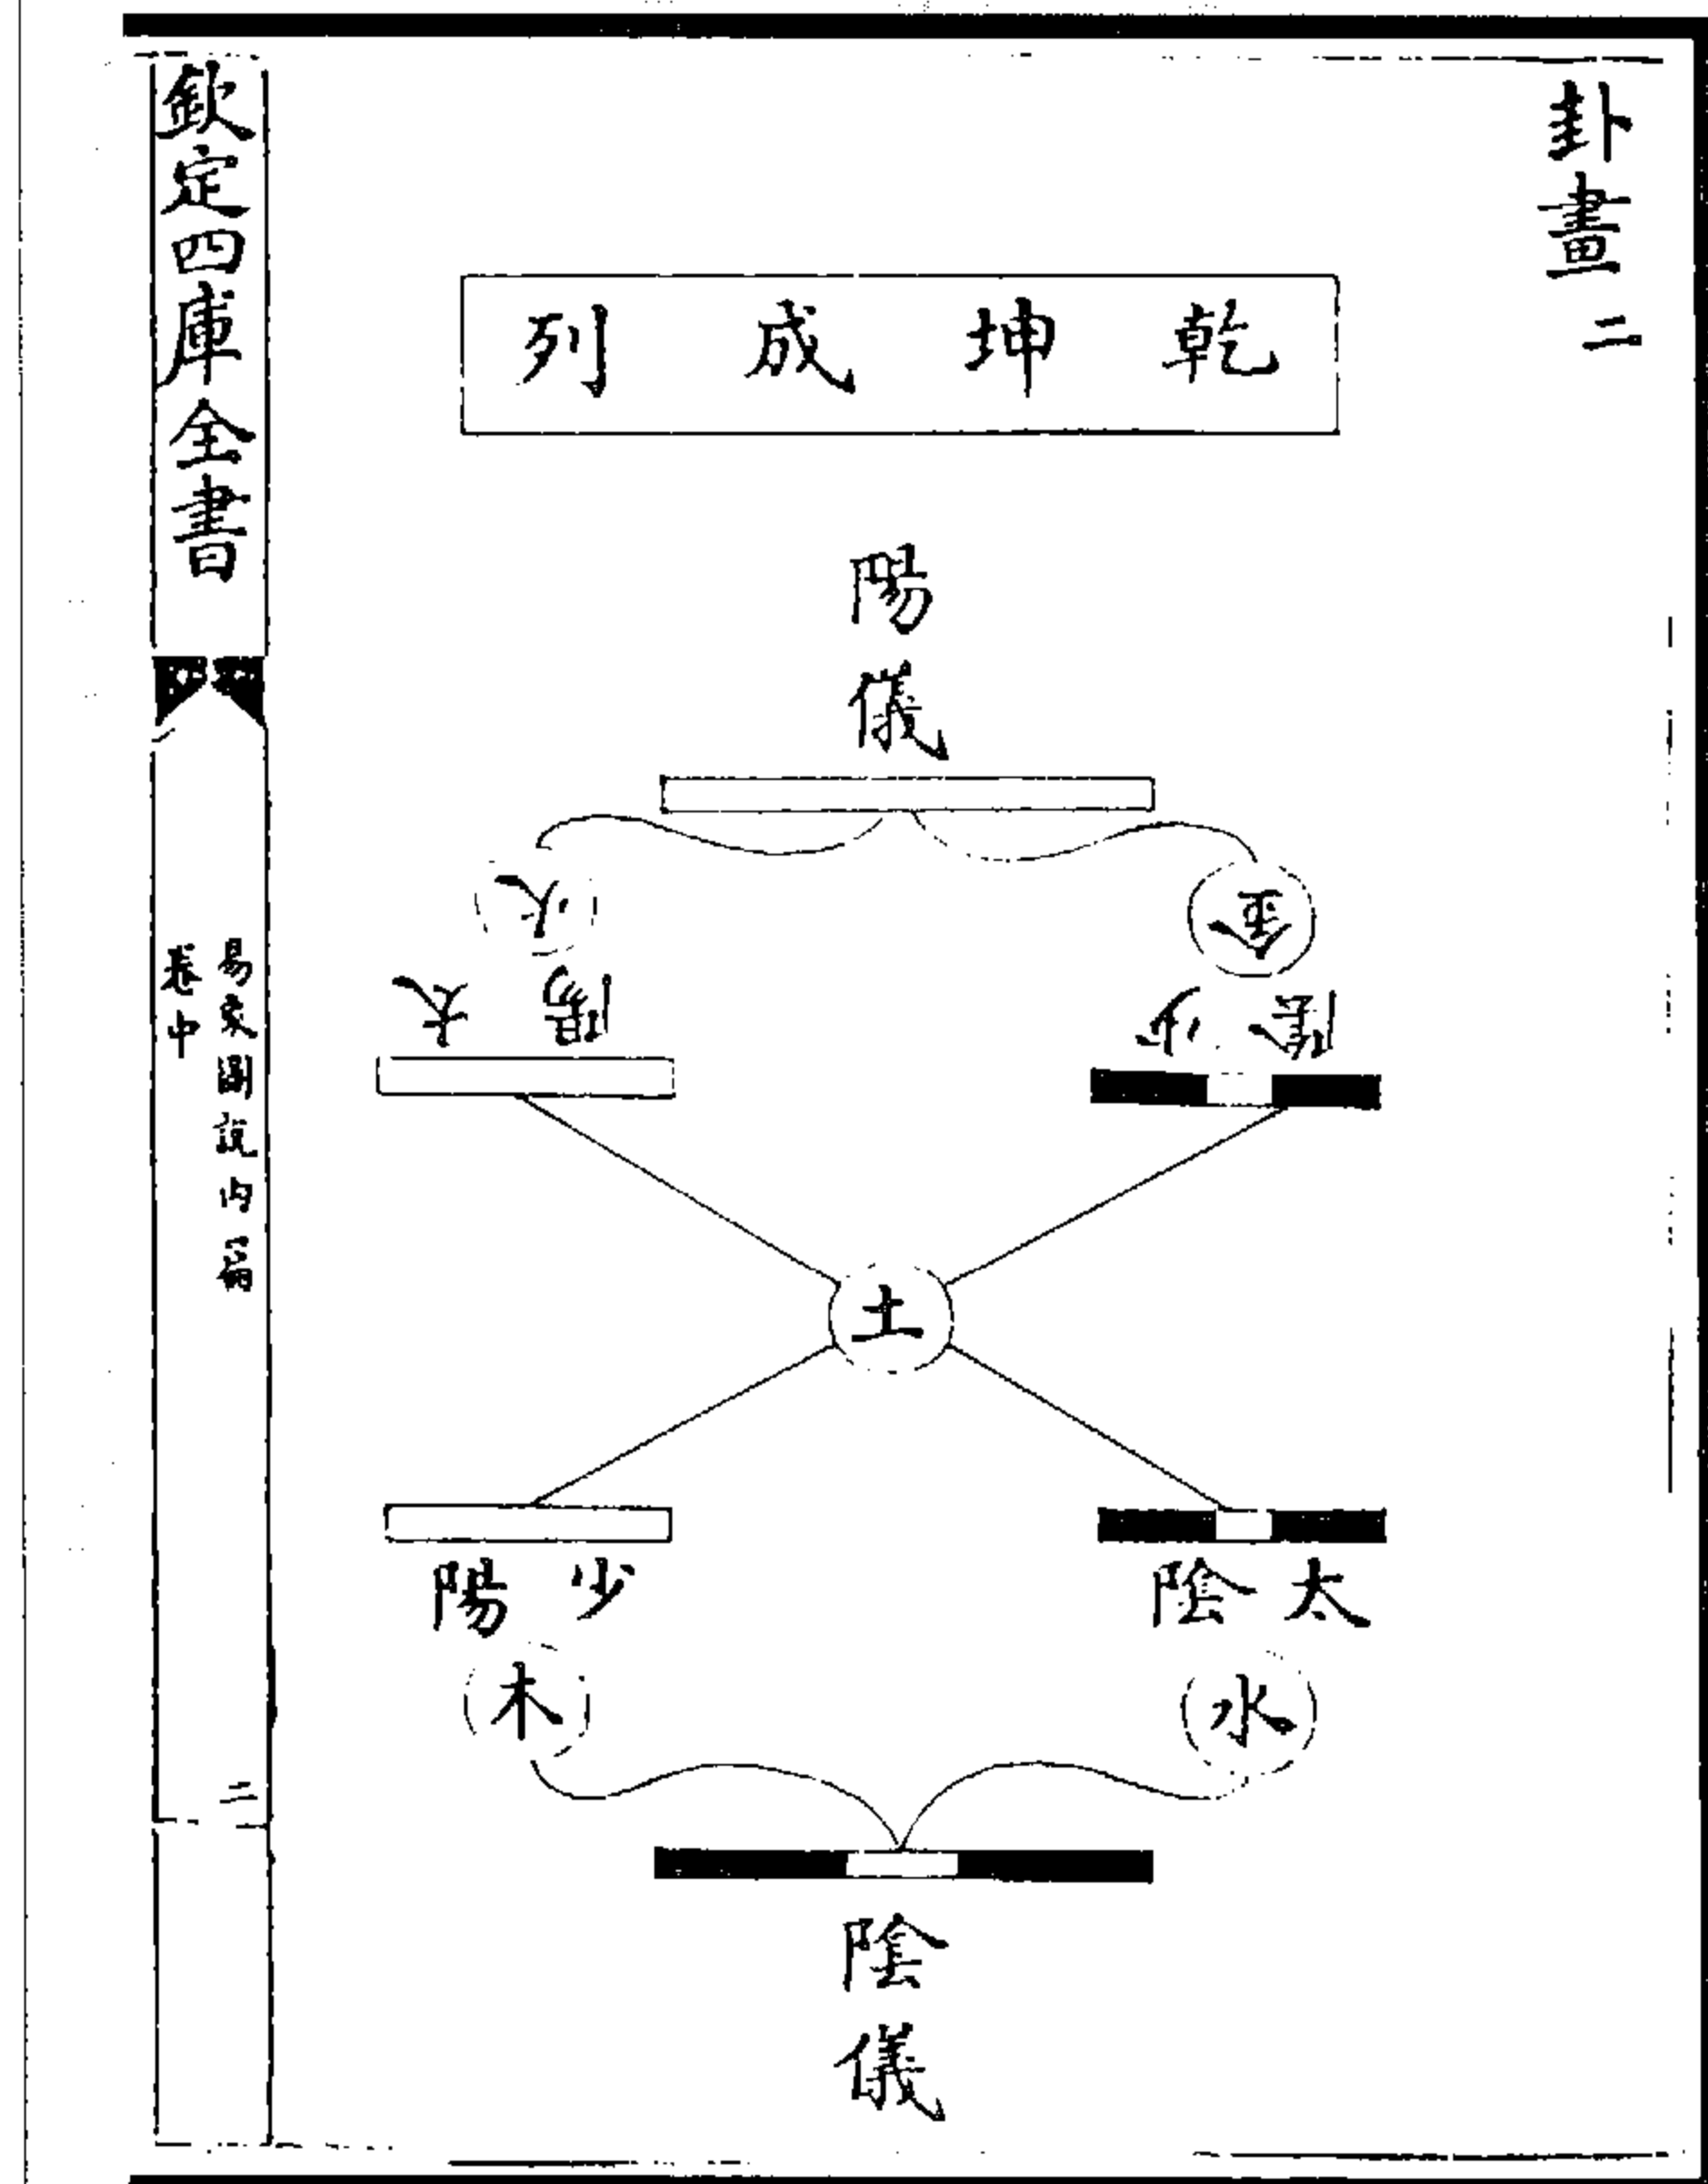 卦畫二
乾坤成列
陽儀
金
火
少陰
太陽
土
太陰
少陽
水
木
陰儀
欽定四庫全書
易象圖說內篇
卷中
二